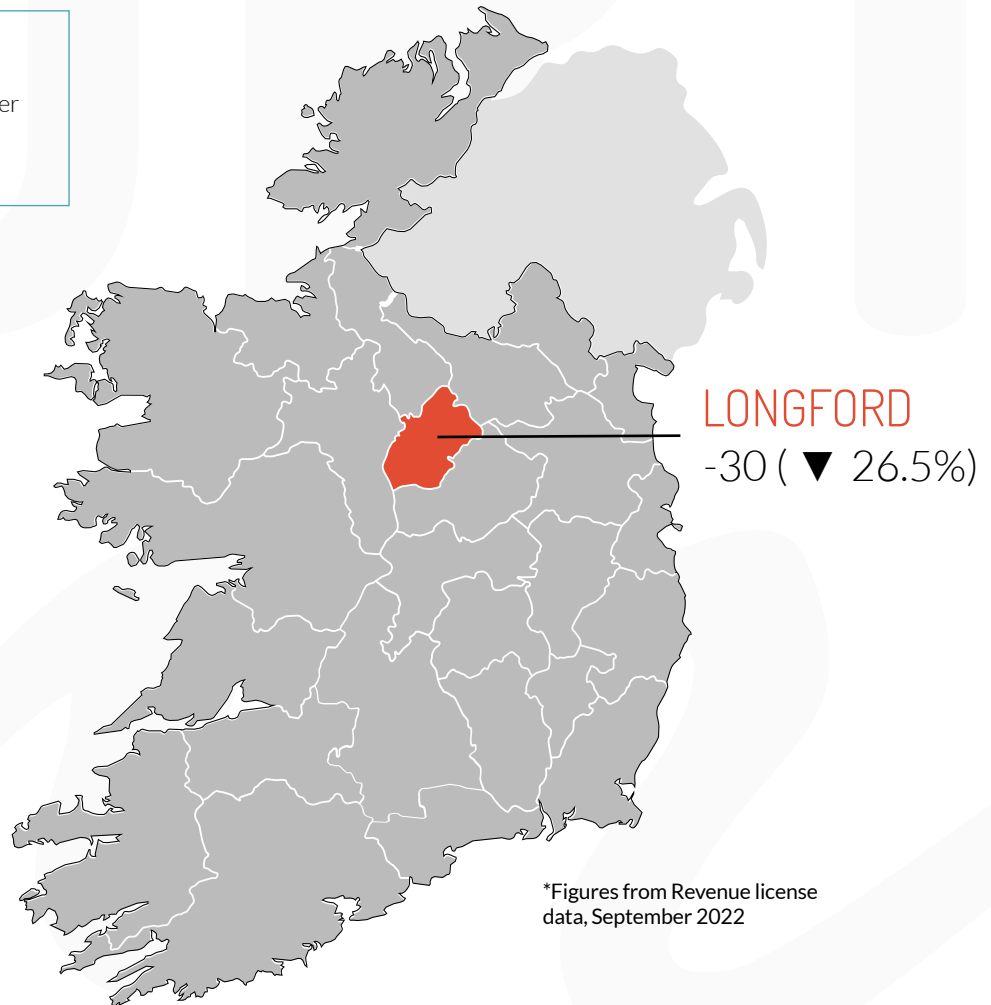 er
LONGFORD
-30 ( ▼ 26.5%)
*Figures from Revenue license
data, September 2022